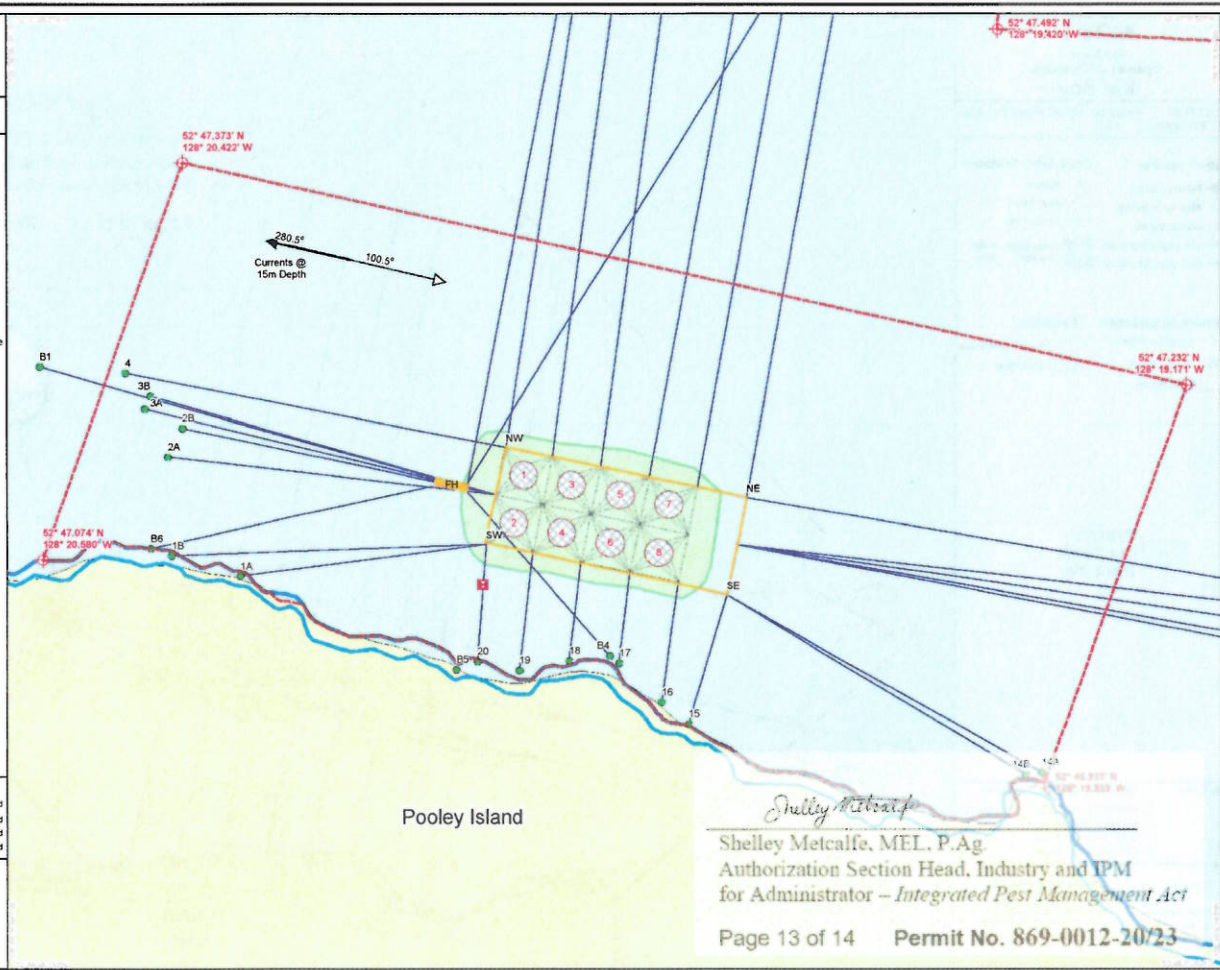 52° 47.492' N
128° 19.420' W
52° 47.373' N
128° 20.422' W
280.5°
100.5°
Currents @
15m Depth
52° 47.232' N
128° 19.171' W
B1
4
3B
3A
2B
2A
FH
NW
NE
SW
SE
1
3
5
7
2
4
6
8
52° 47.074' N
128° 20.580' W
B6
1B
1A
B5
20
19
18
B4
17
16
15
14B
14A
Pooley Island
Shelley Metcalfe
Shelley Metcalfe, MEL, P.Ag.
Authorization Section Head, Industry and IPM
for Administrator – Integrated Pest Management Act
Page 13 of 14 Permit No. 869-0012-20/23